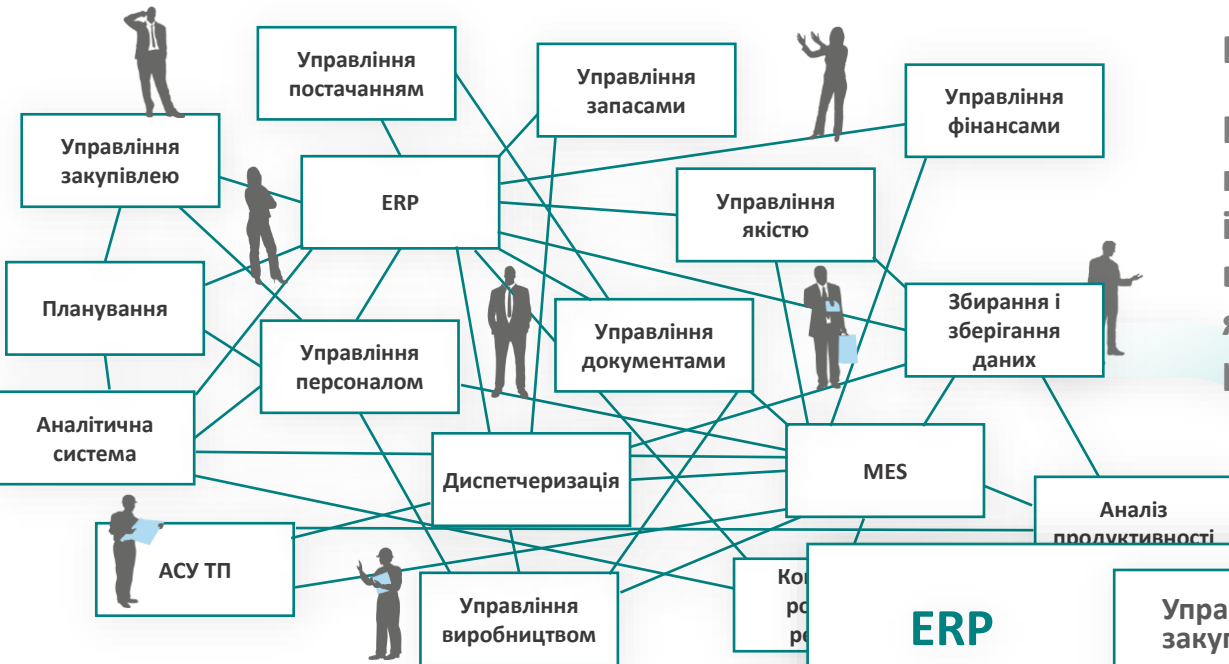 Управління
постачанням
Управління
запасами
Управління
фінансами
Управління
закупівлею
ERP
Управління
якістю
Планування
Збирання і
зберігання
даних
Управління
документами
Управління
персоналом
Аналітична
система
Диспетчеризація
MES
Аналіз
продуктивності
АСУ ТП
Управління
виробництвом
ERP